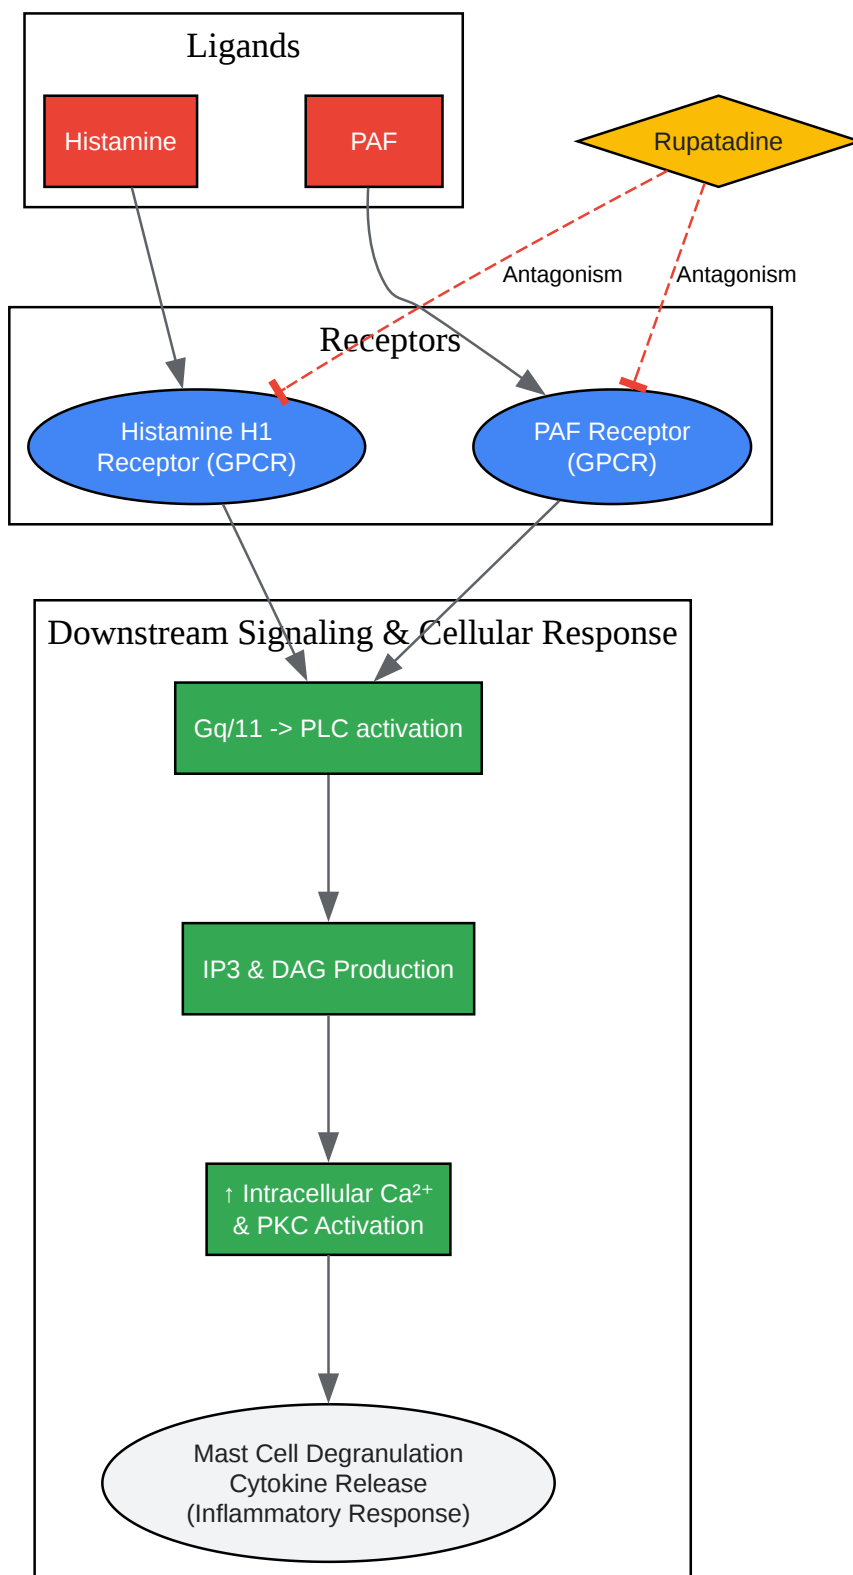 Ligands
Histamine
PAF
Rupatadine
Antagonism
Antagonism
Receptors
Histamine H1
Receptor (GPCR)
PAF Receptor
(GPCR)
Downstream Signaling & Cellular Response
Gq/11 -> PLC activation
IP3 & DAG Production
↑ Intracellular Ca²⁺
& PKC Activation
Mast Cell Degranulation
Cytokine Release
(Inflammatory Response)